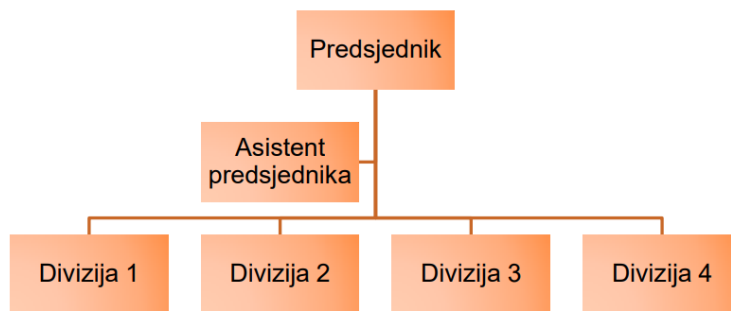 Predsjednik
Asistent
predsjednika
Divizija 1
Divizija 2
Divizija 3
Divizija 4